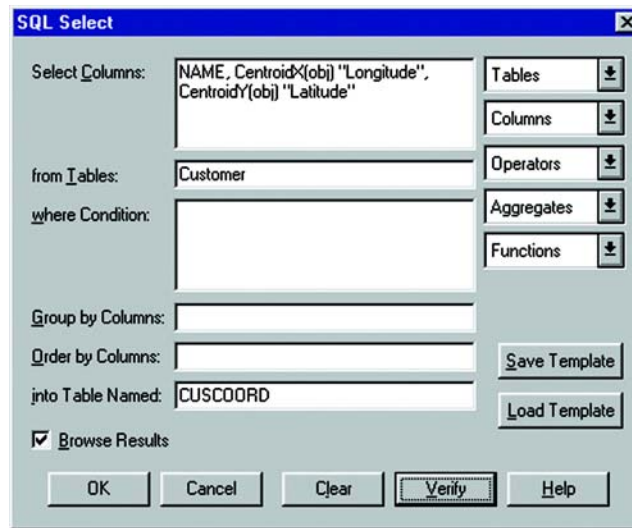 SQL Select
Select Columns:
NAME, CentroidX(obj) "Longitude",
CentroidY(obj) "Latitude"
Tables
Columns
from Tables:
Customer
Operators
where Condition:
Aggregates
Functions
Group by Columns:
Order by Columns:
Save Template
into Table Named:
CUSCOORD
Load Template
Browse Results
OK
Cancel
Clear
Verify
Help